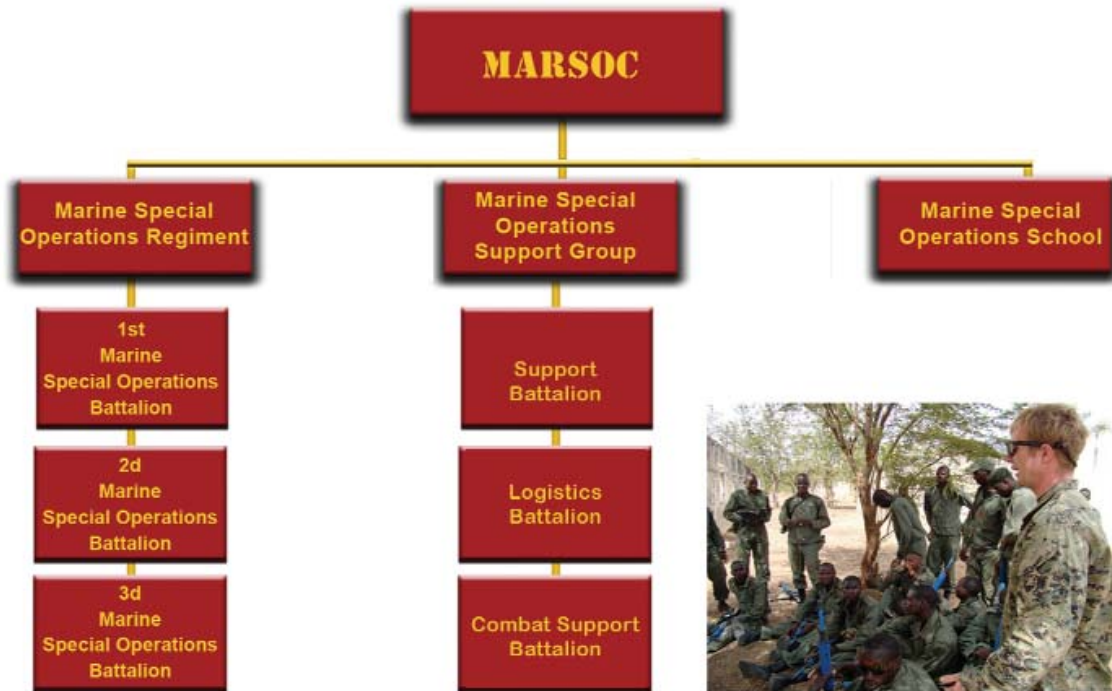 MARSOC
Marine Special
Operations Regiment
Marine Special
Operations
Support Group
Marine Special
Operations School
1st
Marine
Special Operations
Battalion
2d
Marine
Special Operations
Battalion
3d
Marine
Special Operations
Battalion
Support
Battalion
Logistics
Battalion
Combat Support
Battalion